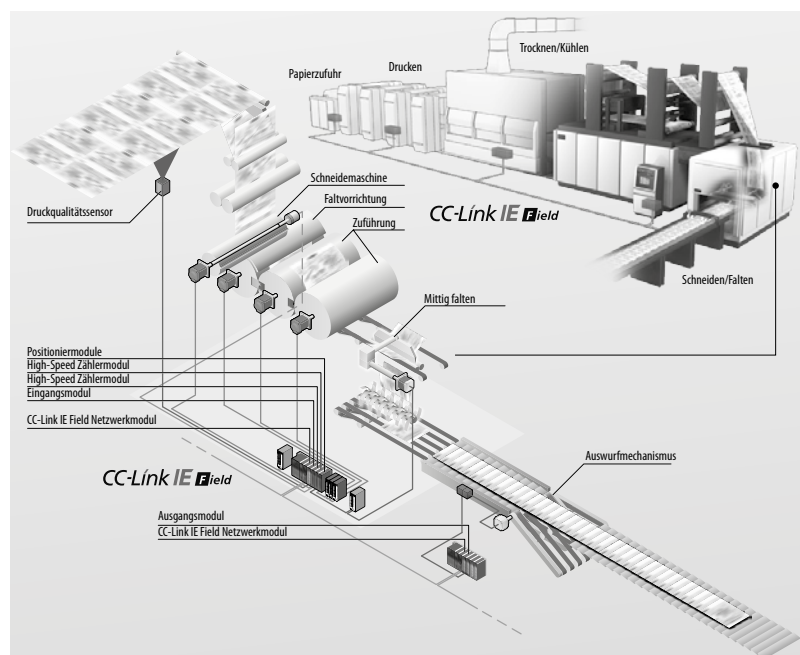 Trocknen/Kühlen
Drucken
Papierzufuhr
Schneidemaschine
Faltvorrichtung
Druckqualitätssensor
Zuführung
CC-Línk IE Field
Schneiden/Falten
Mittig falten
Positioniermodule
High-Speed Zählermodul
High-Speed Zählermodul
Eingangsmodul
CC-Link IE Field Netzwerkmodul
CC-Línk IE Field
Auswurfmechanismus
Ausgangsmodul
CC-Link IE Field Netzwerkmodul